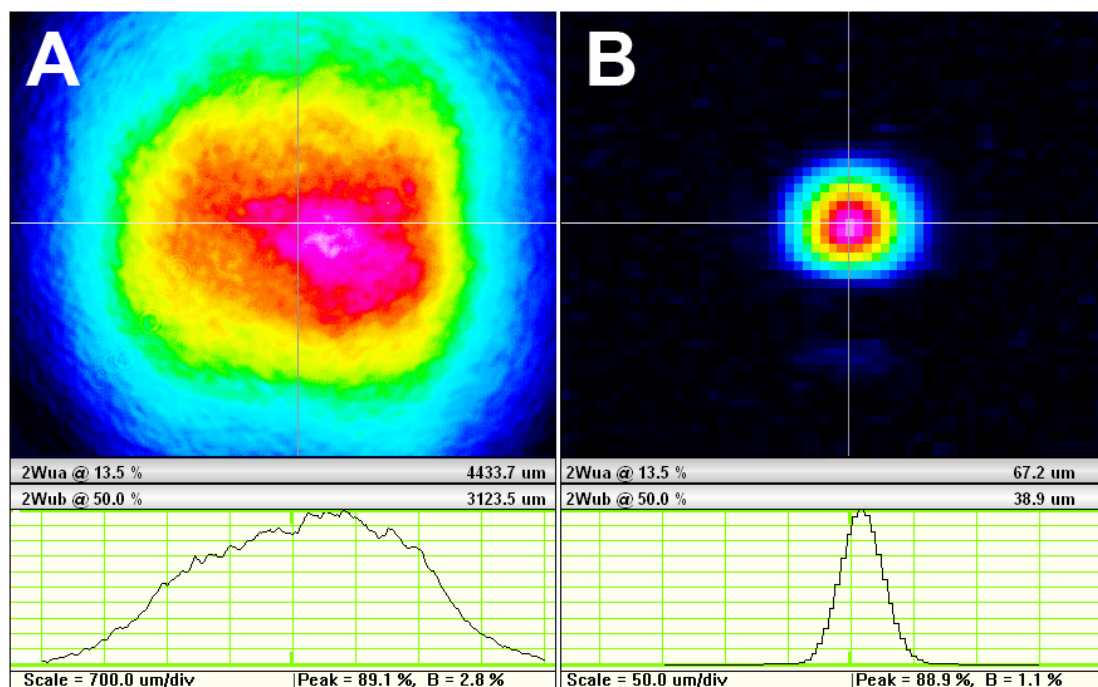 A
B
2Wua @ 13.5 % 4433.7 um
2Wub @ 50.0 % 3123.5 um
Scale = 700.0 um/div Peak = 89.1 %, B = 2.8 %
2Wua @ 13.5 % 67.2 um
2Wub @ 50.0 % 38.9 um
Scale = 50.0 um/div Peak = 88.9 %, B = 1.1 %